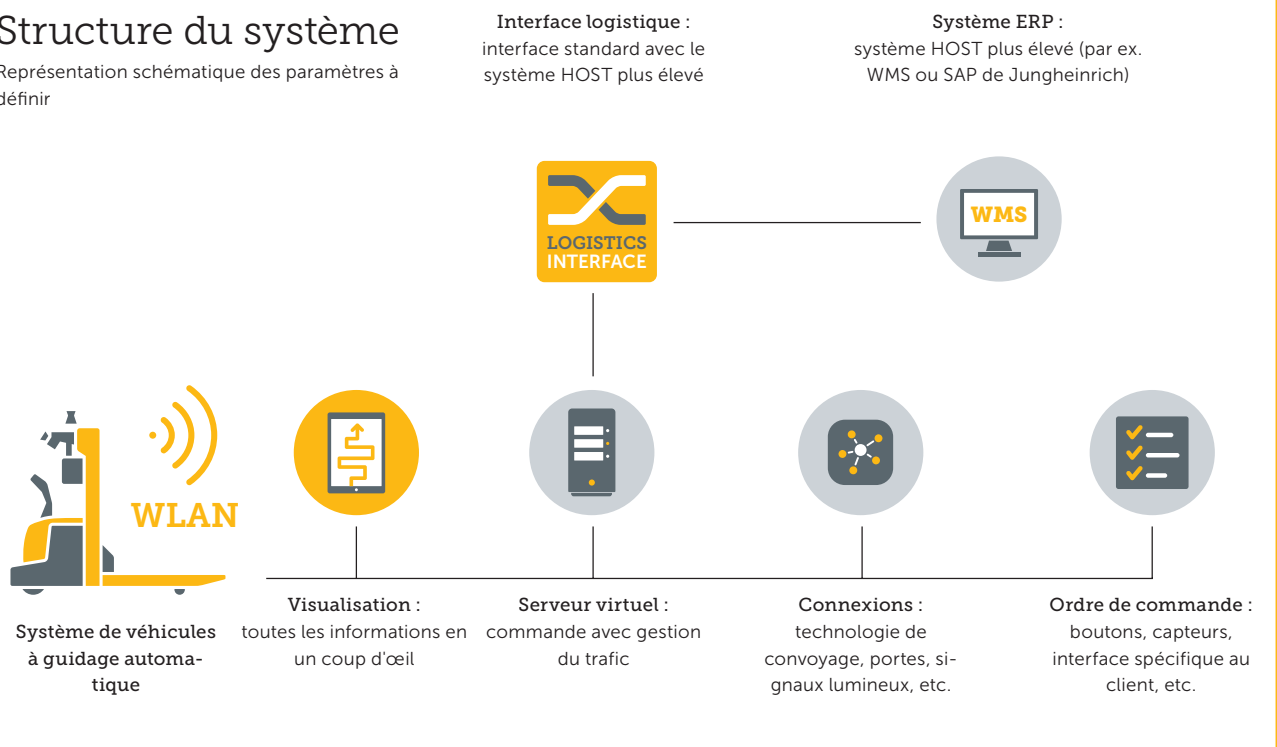 Structure du système
Représentation schématique des paramètres à
définir
Interface logistique :
interface standard avec le
système HOST plus élevé
Système ERP :
système HOST plus élevé (par ex.
WMS ou SAP de Jungheinrich)
LOGISTICS
INTERFACE
WMS
WLAN
Système de véhicules
à guidage automa-
tique
Visualisation :
toutes les informations en
un coup d'œil
Serveur virtuel :
commande avec gestion
du trafic
Connexions :
technologie de
convoyage, portes, si-
gnaux lumineux, etc.
Ordre de commande :
boutons, capteurs,
interface spécifique au
client, etc.